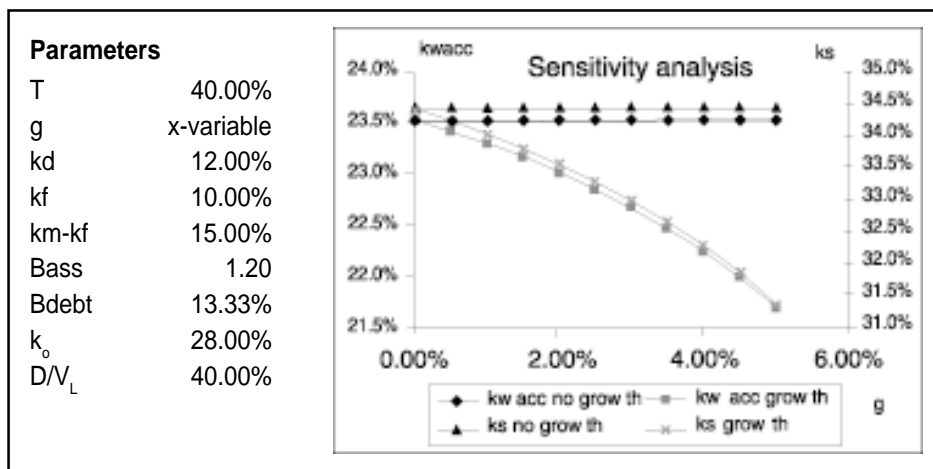 Parameters
T 40.00%
g x-variable
kd 12.00%
kf 10.00%
km-kf 15.00%
Bass 1.20
Bdebt 13.33%
ko 28.00%
D/VL 40.00%
kwacc
Sensitivity analysis
ks
24.0%
23.5%
23.0%
22.5%
22.0%
21.5%
35.0%
34.5%
34.0%
33.5%
33.0%
32.5%
32.0%
31.5%
31.0%
0.00% 2.00% 4.00% 6.00%
g
kw acc no grow th kw acc grow th
ks no grow th ks grow th